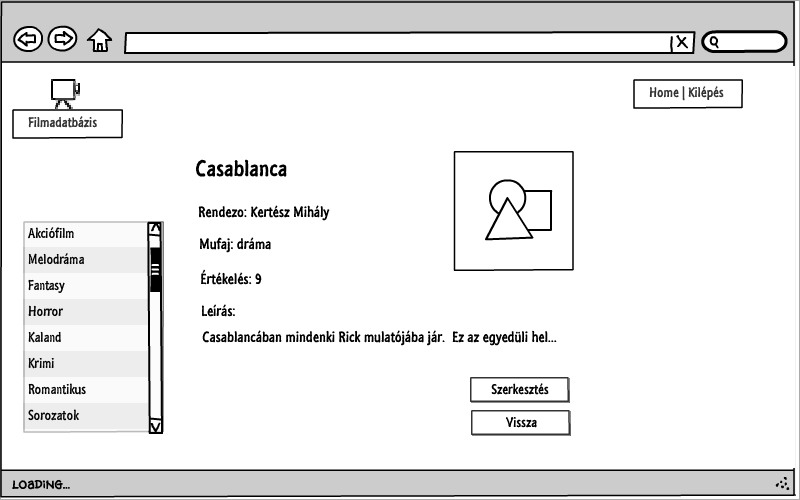 Home | Kilépés
Filmadatbázis
Casablanca
Rendezo: Kertész Mihály
Mufaj: dráma
Értékelés: 9
Leírás:
Casablancában mindenki Rick mulatójába jár. Ez az egyedüli hel...
Akciófilm
Melodráma
Fantasy
Horror
Kaland
Krimi
Romantikus
Sorozatok
Szerkesztés
Vissza
LOADING...